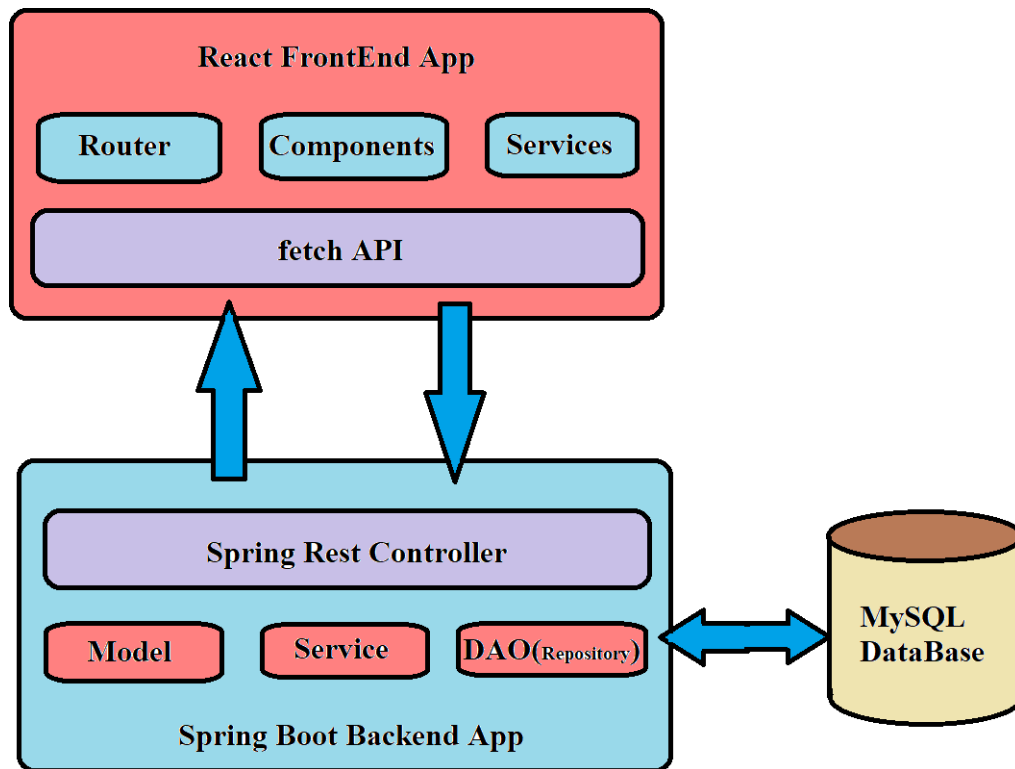 React FrontEnd App
Router
Components
Services
fetch API
Spring Rest Controller
Model
Service
DAO(Repository)
Spring Boot Backend App
MySQL
DataBase